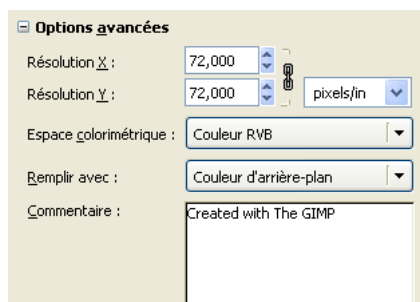 Options avancées
Résolution X : 72,000
Résolution Y : 72,000 pixels/in
Espace colorimétrique : Couleur RVB
Remplir avec : Couleur d'arrière-plan
Commentaire : Created with The GIMP